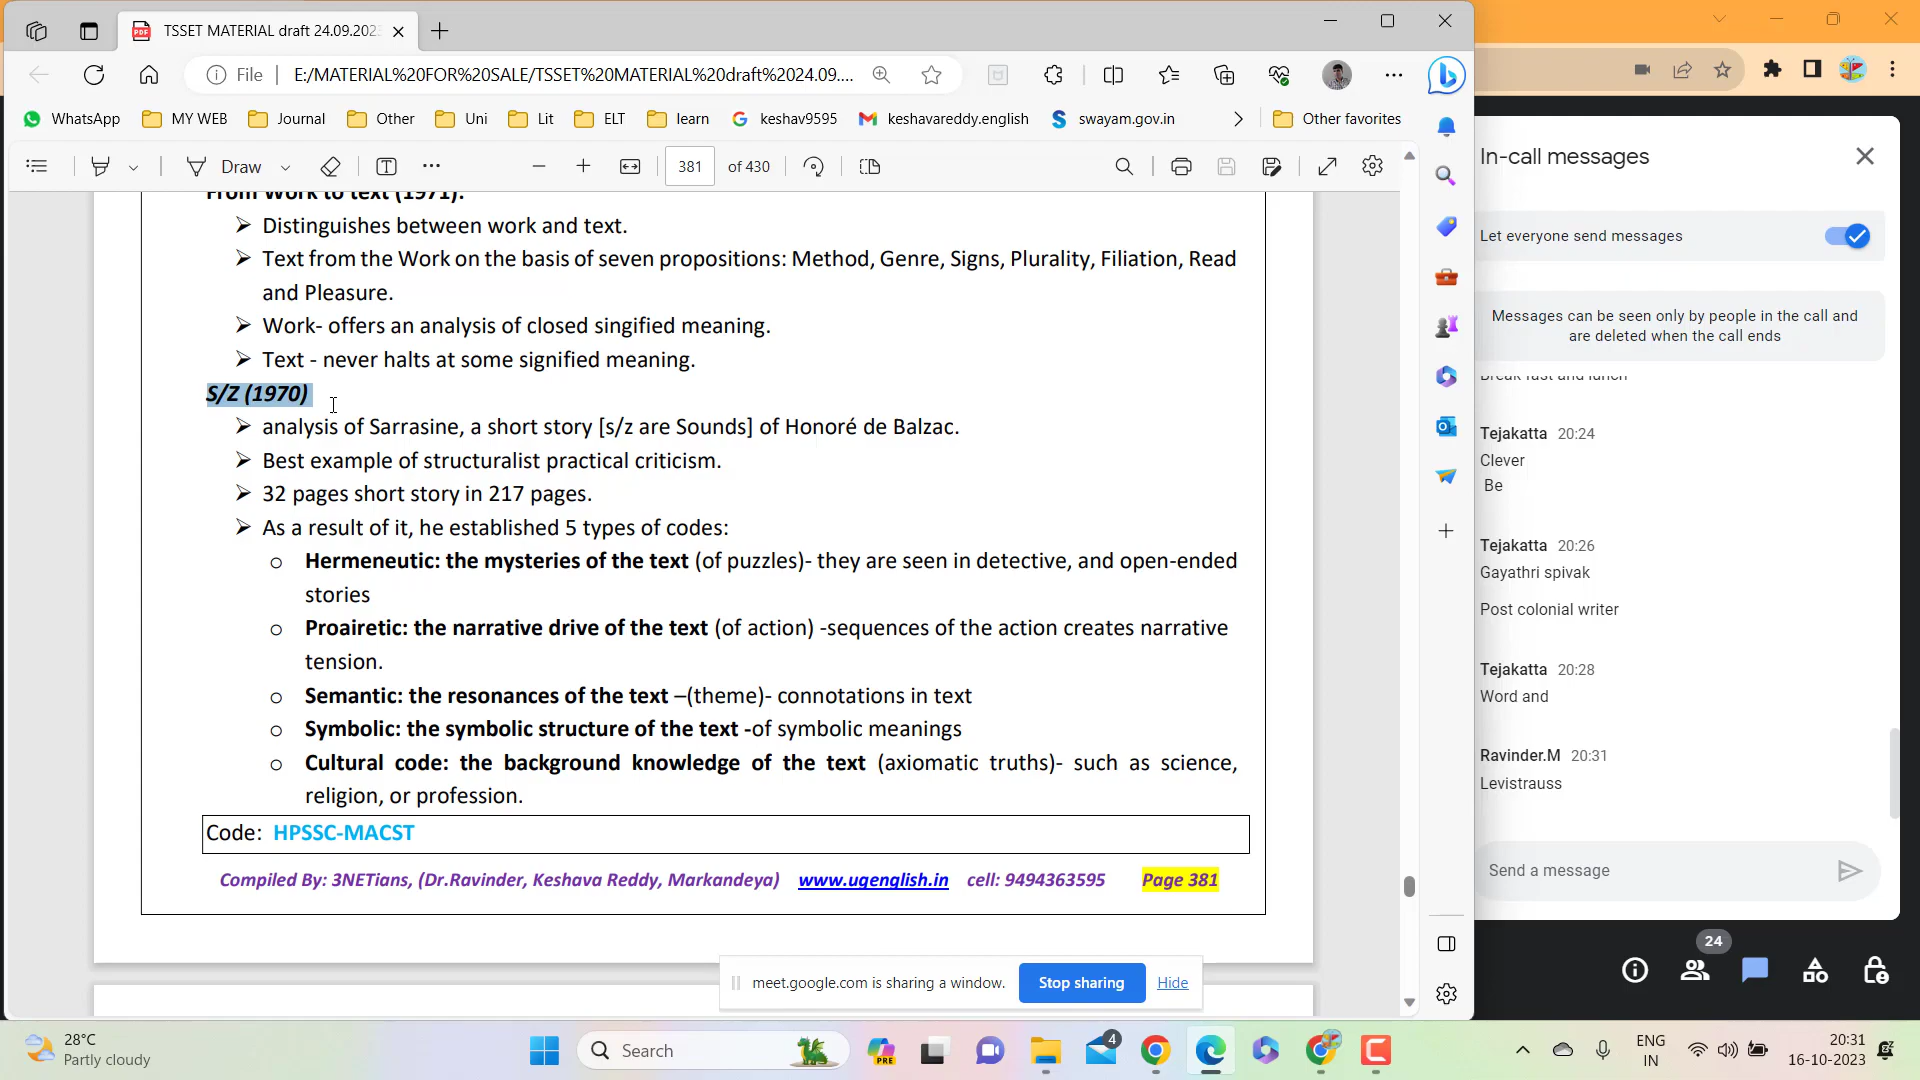 TSSET MATERIAL draft 24.09.202
File
E:/MATERIAL%20FOR%20SALE/TSSET%20MATERIAL%20draft%2024.09....
WhatsApp MY WEB Journal Other Uni Lit ELT learn keshav9595 keshavareddy.english swayam.gov.in Other favorites
Draw 381 of 430
From Work to text (1971):
➢ Distinguishes between work and text.
➢ Text from the Work on the basis of seven propositions: Method, Genre, Signs, Plurality, Filiation, Read
and Pleasure.
➢ Work- offers an analysis of closed singified meaning.
➢ Text - never halts at some signified meaning.
S/Z (1970)
➢ analysis of Sarrasine, a short story [s/z are Sounds] of Honoré de Balzac.
➢ Best example of structuralist practical criticism.
➢ 32 pages short story in 217 pages.
➢ As a result of it, he established 5 types of codes:
o Hermeneutic: the mysteries of the text (of puzzles)- they are seen in detective, and open-ended
stories
o Proairetic: the narrative drive of the text (of action) -sequences of the action creates narrative
tension.
o Semantic: the resonances of the text –(theme)- connotations in text
o Symbolic: the symbolic structure of the text -of symbolic meanings
o Cultural code: the background knowledge of the text (axiomatic truths)- such as science,
religion, or profession.
Code: HPSSC-MACST
Compiled By: 3NETians, (Dr.Ravinder, Keshava Reddy, Markandeya) www.ugenglish.in cell: 9494363595 Page 381
meet.google.com is sharing a window. Stop sharing Hide
In-call messages
Let everyone send messages
Messages can be seen only by people in the call and
are deleted when the call ends
Break fast and lunch
Tejakatta 20:24
Clever
Be
Tejakatta 20:26
Gayathri spivak
Post colonial writer
Tejakatta 20:28
Word and
Ravinder.M 20:31
Levistrauss
Send a message
24
28°C
Partly cloudy
Search
PRE
4
ENG
IN
20:31
16-10-2023